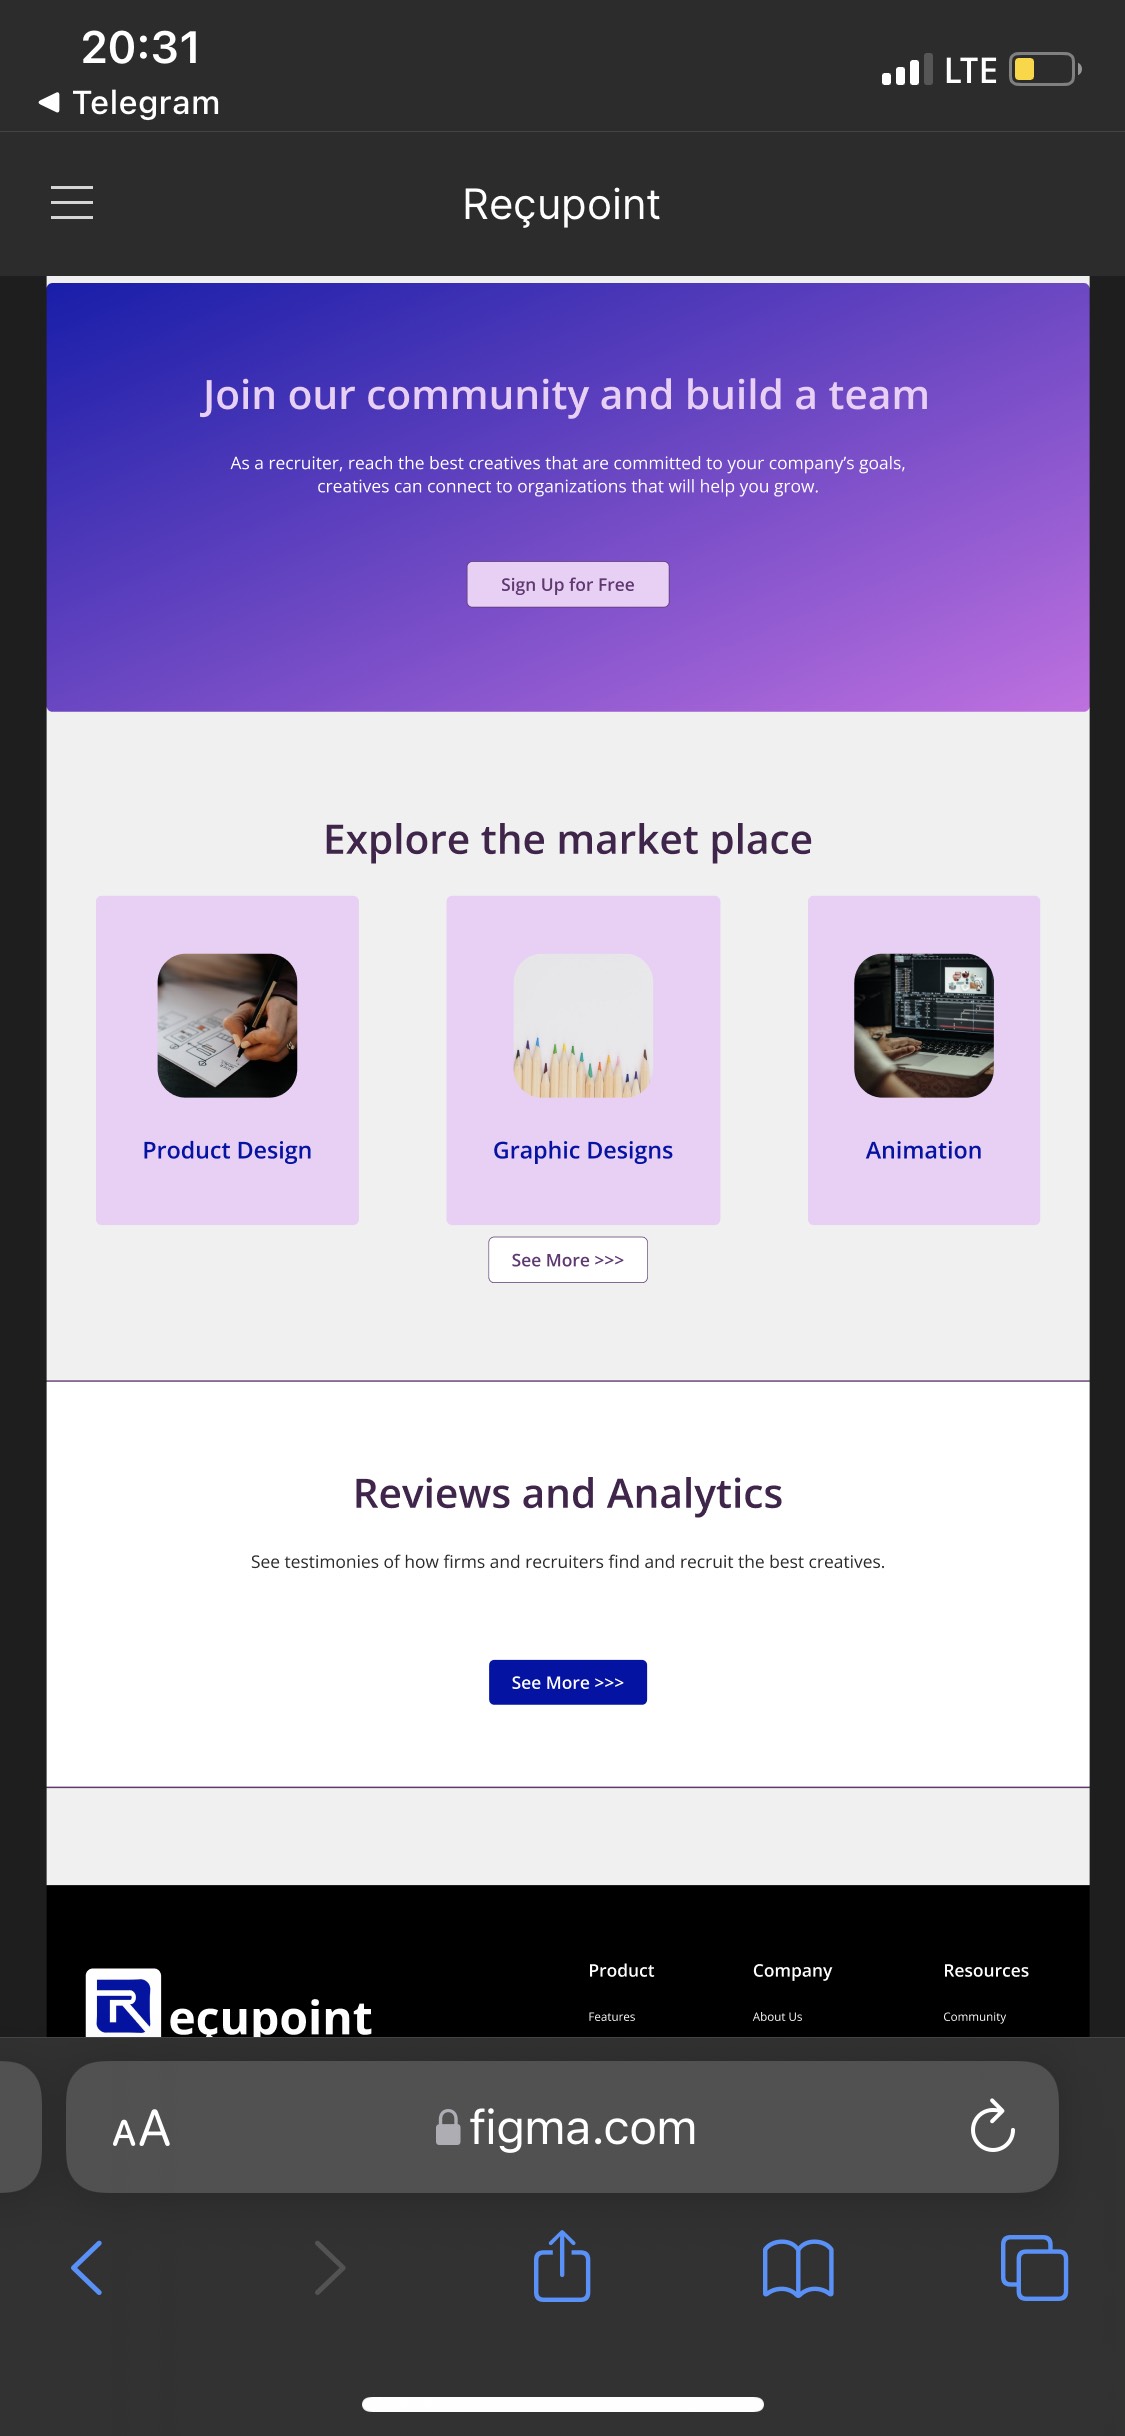 20:31
LTE
Telegram
Reçupoint
Join our community and build a team
As a recruiter, reach the best creatives that are committed to your company's goals,
creatives can connect to organizations that will help you grow.
Sign Up for Free
Explore the market place
Product Design
Graphic Designs
Animation
See More >>>
Reviews and Analytics
See testimonies of how firms and recruiters find and recruit the best creatives.
See More >>>
Reçupoint
Product
Company
Resources
Features
About Us
Community
AA
figma.com